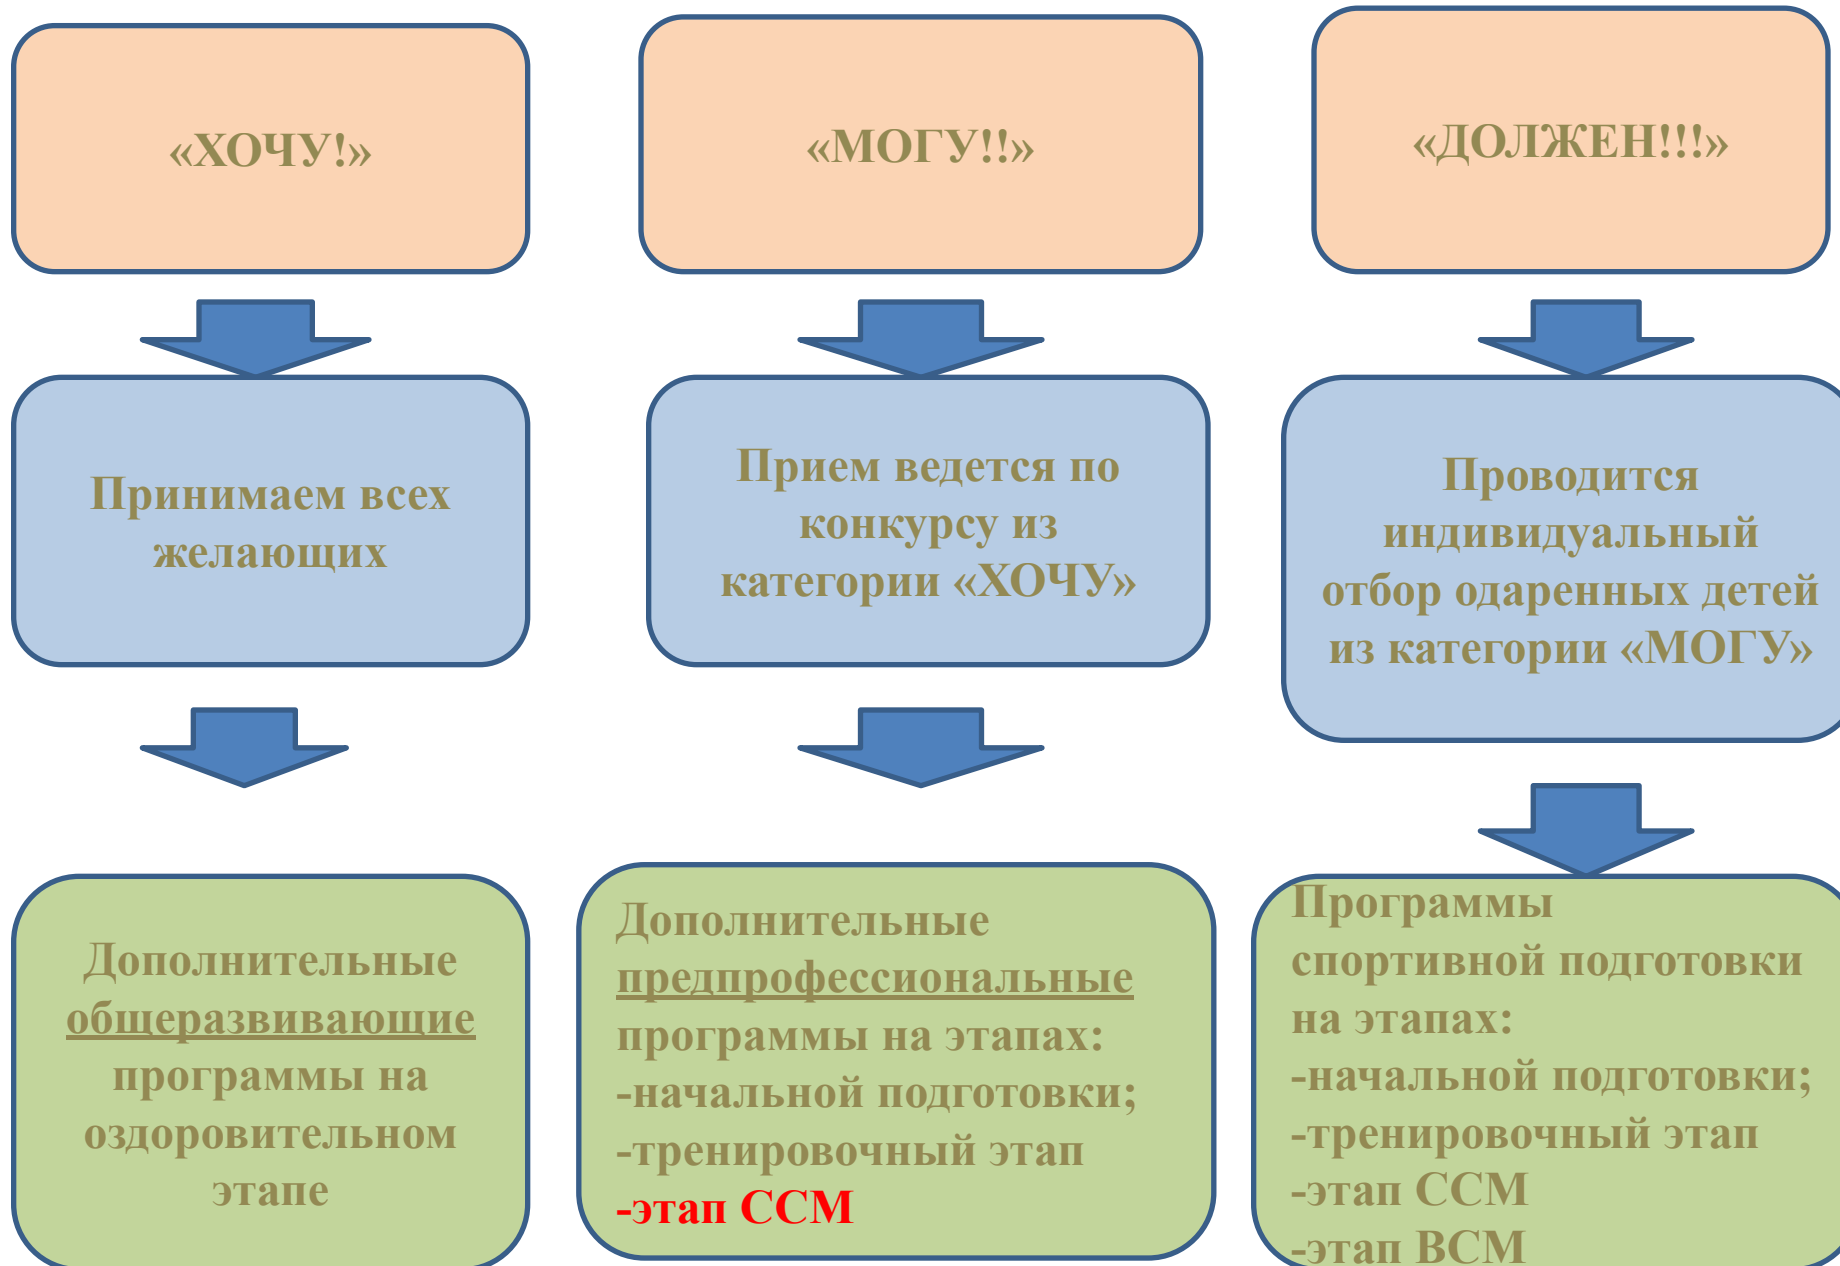 «ХОЧУ!»
«МОГУ!!»
«ДОЛЖЕН!!!»
Принимаем всех
желающих
Прием ведется по
конкурсу из
категории «ХОЧУ»
Проводится
индивидуальный
отбор одаренных детей
из категории «МОГУ»
Дополнительные
общеразвивающие
программы на
оздоровительном
этапе
Дополнительные
предпрофессиональные
программы на этапах:
-начальной подготовки;
-тренировочный этап
-этап ССМ
Программы
спортивной подготовки
на этапах:
-начальной подготовки;
-тренировочный этап
-этап ССМ
-этап ВСМ